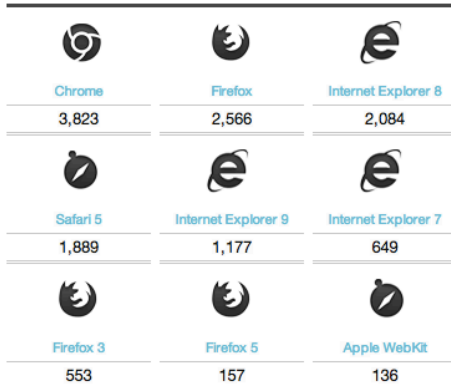 Chrome Firefox Internet Explorer 8
3,823 2,566 2,084
Safari 5 Internet Explorer 9 Internet Explorer 7
1,889 1,177 649
Firefox 3 Firefox 5 Apple WebKit
553 157 136